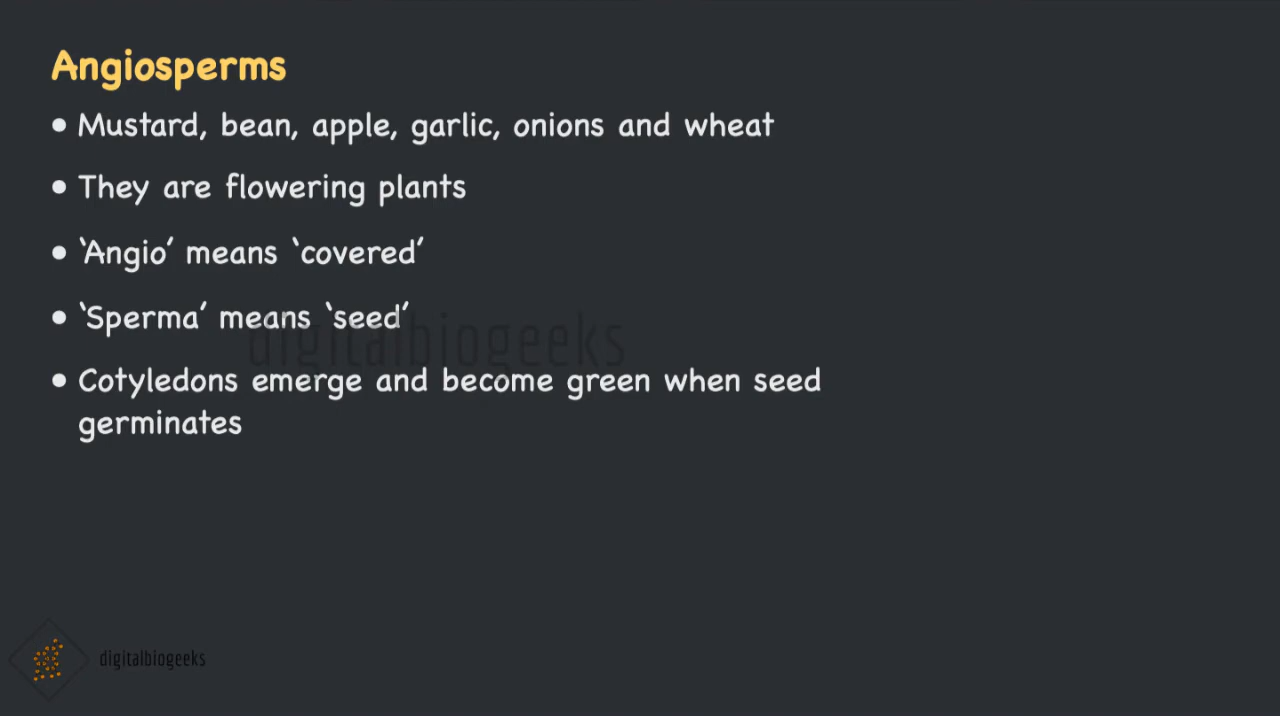 Angiosperms
• Mustard, bean, apple, garlic, onions and wheat
• They are flowering plants
• ‘Angio’ means ‘covered’
• ‘Sperma’ means ‘seed’
digitalbiogeeks
• Cotyledons emerge and become green when seed
germinates
digitalbiogeeks